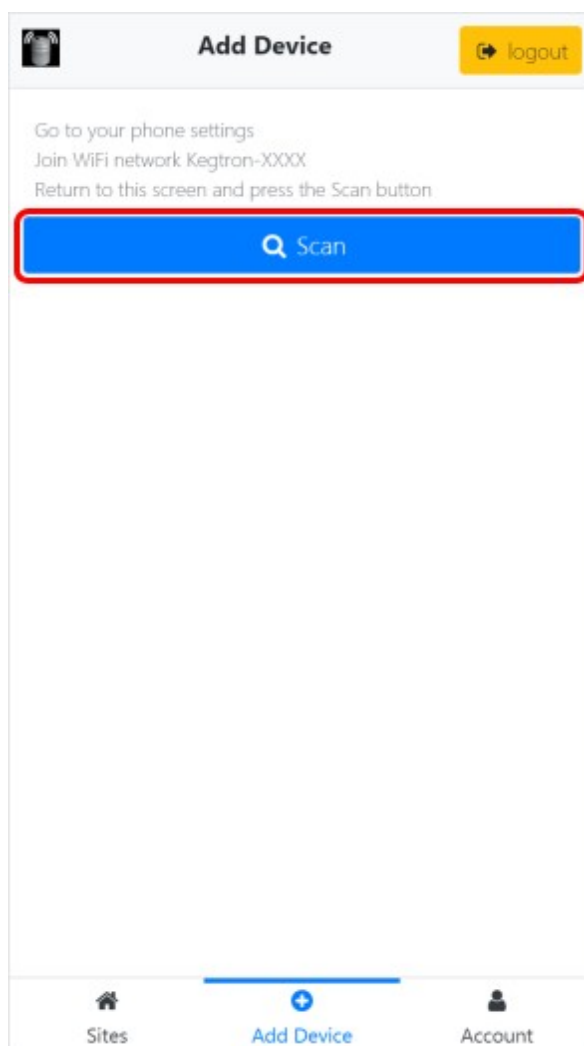 Add Device
logout
Go to your phone settings
Join WiFi network Kegtron-XXXX
Return to this screen and press the Scan button
Scan
Sites
Add Device
Account